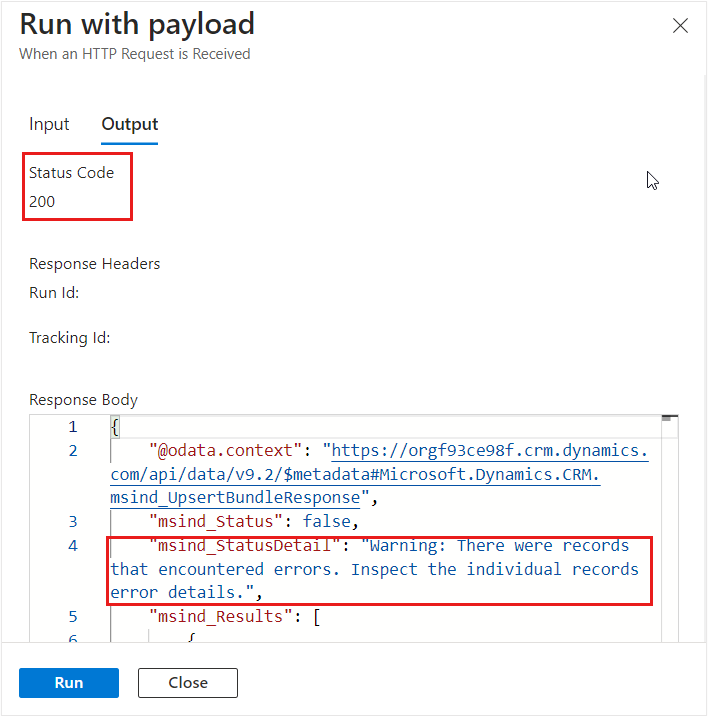 Run with payload
When an HTTP Request is Received
Input Output
Status Code
200
Response Headers
Run Id:
Tracking Id:
Response Body
1 {
2 "@odata.context": "https://orgf93ce98f.crm.dynamics.
com/api/data/v9.2/$metadata#Microsoft.Dynamics.CRM.
msind_UpsertBundleResponse",
3 "msind_Status": false,
4 "msind_StatusDetail": "Warning: There were records
that encountered errors. Inspect the individual records
error details.",
5 "msind_Results": [
6 {
Run Close